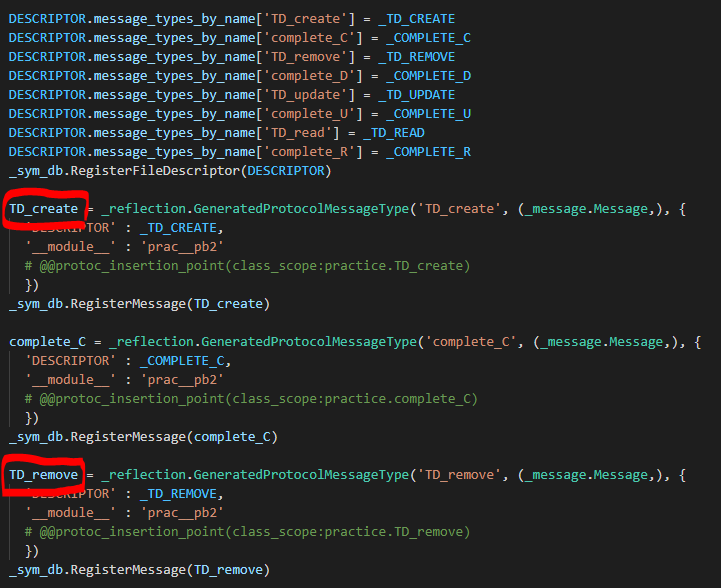 DESCRIPTOR.message_types_by_name['TD_create'] = _TD_CREATE
DESCRIPTOR.message_types_by_name['complete_C'] = _COMPLETE_C
DESCRIPTOR.message_types_by_name['TD_remove'] = _TD_REMOVE
DESCRIPTOR.message_types_by_name['complete_D'] = _COMPLETE_D
DESCRIPTOR.message_types_by_name['TD_update'] = _TD_UPDATE
DESCRIPTOR.message_types_by_name['complete_U'] = _COMPLETE_U
DESCRIPTOR.message_types_by_name['TD_read'] = _TD_READ
DESCRIPTOR.message_types_by_name['complete_R'] = _COMPLETE_R
_sym_db.RegisterFileDescriptor(DESCRIPTOR)

TD_create = _reflection.GeneratedProtocolMessageType('TD_create', (_message.Message,), {
  'DESCRIPTOR' : _TD_CREATE,
  '__module__' : 'prac__pb2'
  # @@protoc_insertion_point(class_scope:practice.TD_create)
  })
_sym_db.RegisterMessage(TD_create)

complete_C = _reflection.GeneratedProtocolMessageType('complete_C', (_message.Message,), {
  'DESCRIPTOR' : _COMPLETE_C,
  '__module__' : 'prac__pb2'
  # @@protoc_insertion_point(class_scope:practice.complete_C)
  })
_sym_db.RegisterMessage(complete_C)

TD_remove = _reflection.GeneratedProtocolMessageType('TD_remove', (_message.Message,), {
  'DESCRIPTOR' : _TD_REMOVE,
  '__module__' : 'prac__pb2'
  # @@protoc_insertion_point(class_scope:practice.TD_remove)
  })
_sym_db.RegisterMessage(TD_remove)